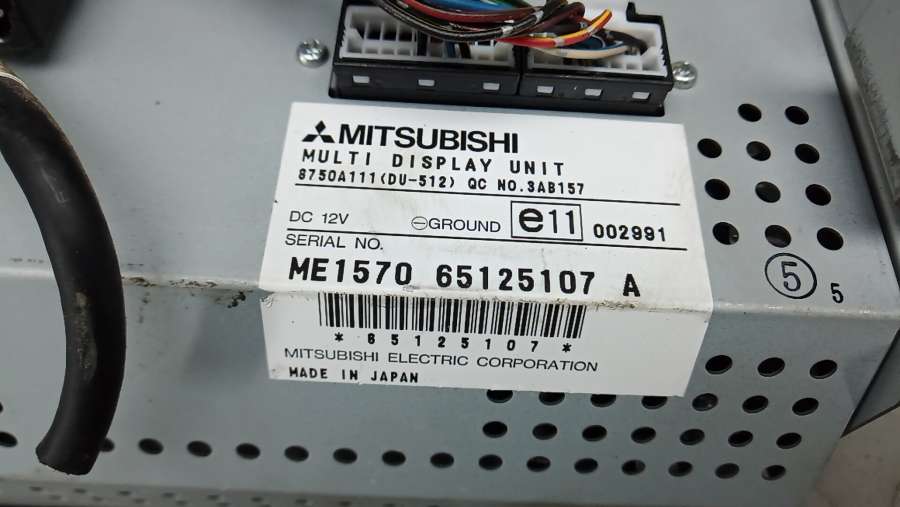 MITSUBISHI
MULTI DISPLAY UNIT
8750A111(DU-512) QC NO.3AB157
DC 12V ⊖GROUND e11 002991
SERIAL NO.
ME1570 65125107 A
*65125107*
MITSUBISHI ELECTRIC CORPORATION
MADE IN JAPAN
5 5